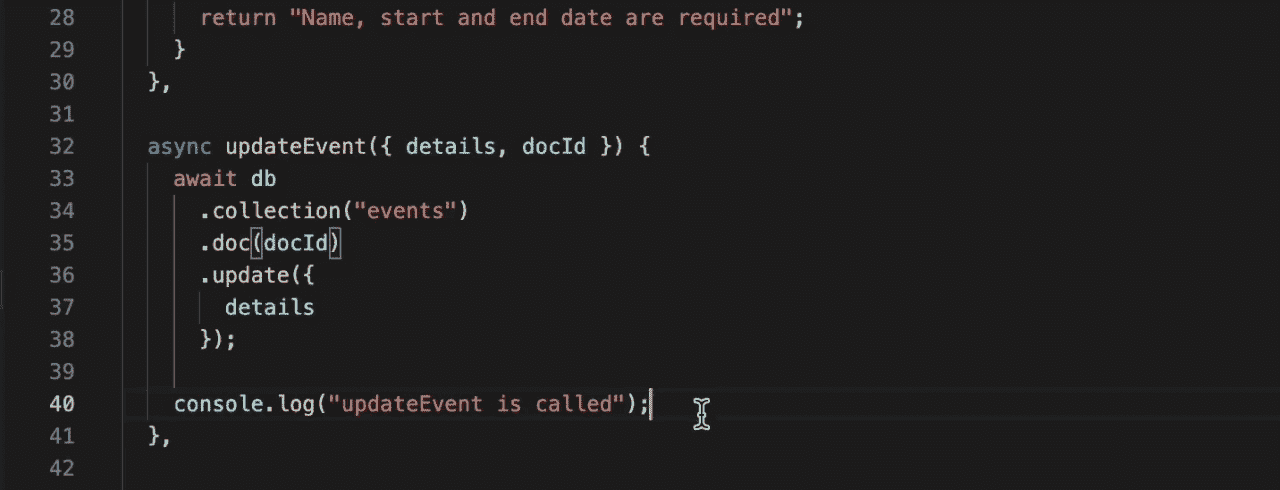 28 return "Name, start and end date are required";
29 }
30 },
31
32 async updateEvent({ details, docId }) {
33 await db
34 .collection("events")
35 .doc(docId)
36 .update({
37 details
38 });
39
40 console.log("updateEvent is called");
41 },
42